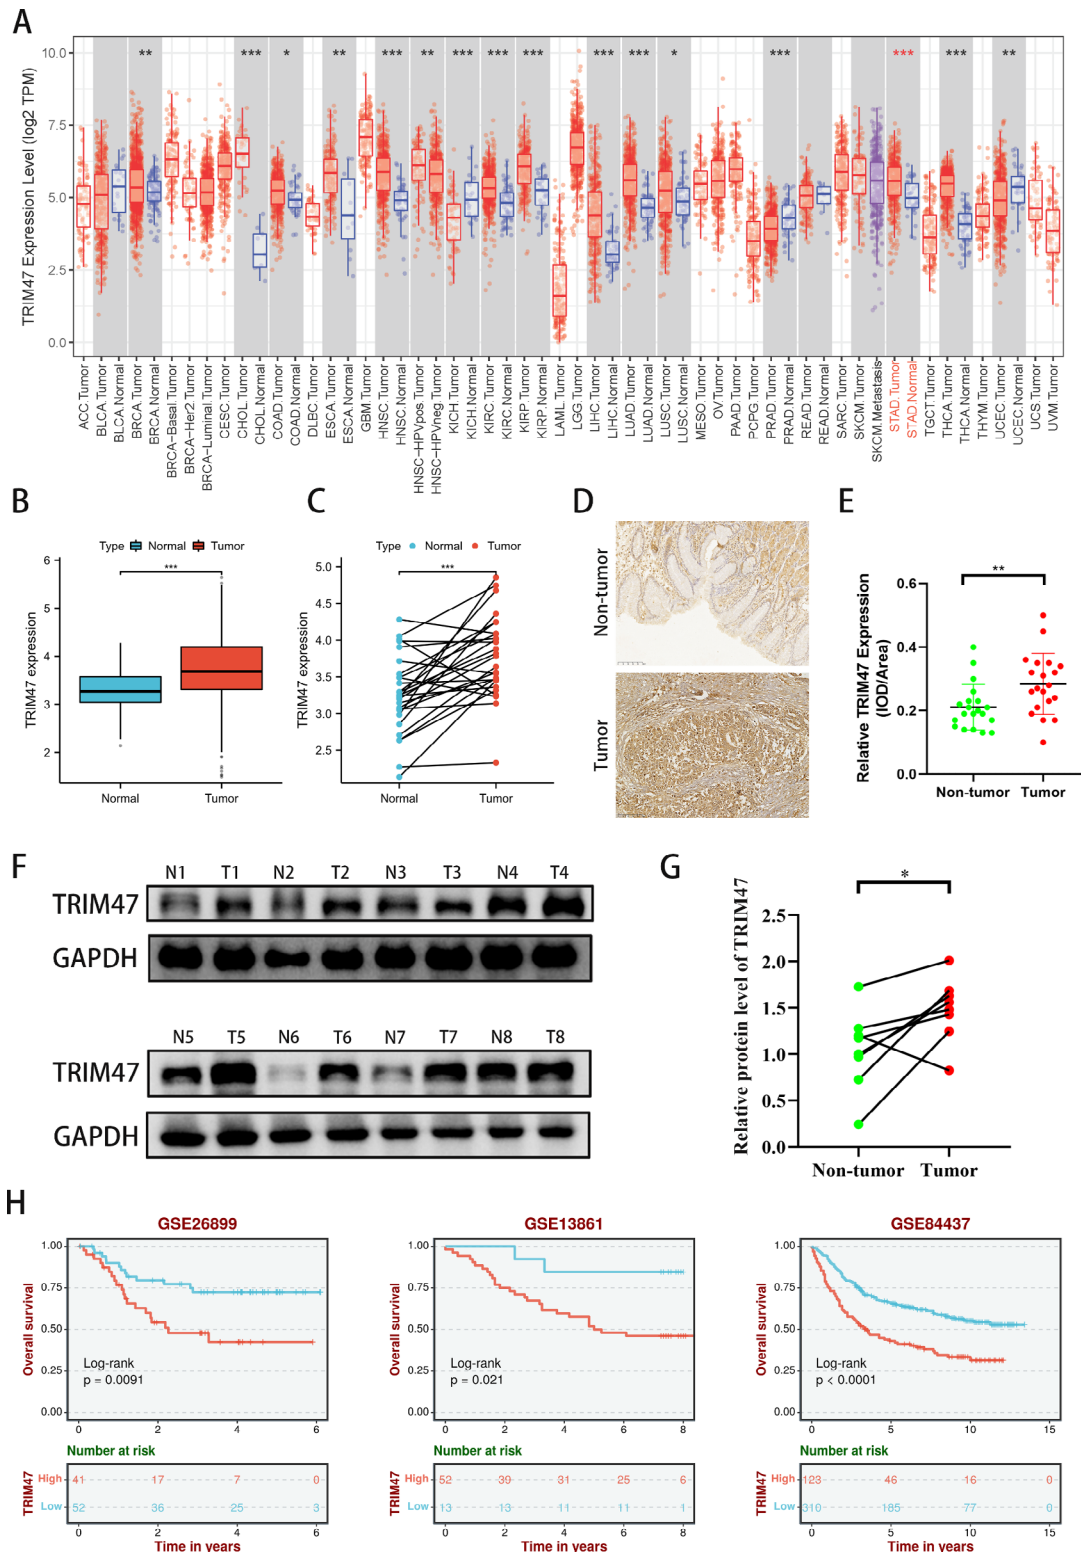 A
TRIM47 Expression Level (log2 TPM)
10.0
7.5
5.0
2.5
0.0
** *** * ** *** ** *** *** *** *** *** * *** *** *** **
ACC.Tumor
BLCA.Tumor
BLCA.Normal
BRCA.Tumor
BRCA.Normal
BRCA-Basal.Tumor
BRCA-Her2.Tumor
BRCA-Luminal.Tumor
CESC.Tumor
CHOL.Tumor
CHOL.Normal
COAD.Tumor
COAD.Normal
DLBC.Tumor
ESCA.Tumor
ESCA.Normal
GBM.Tumor
HNSC.Tumor
HNSC.Normal
HNSC-HPVpos.Tumor
HNSC-HPVneg.Tumor
KICH.Tumor
KICH.Normal
KIRC.Tumor
KIRC.Normal
KIRP.Tumor
KIRP.Normal
LAML.Tumor
LGG.Tumor
LIHC.Tumor
LIHC.Normal
LUAD.Tumor
LUAD.Normal
LUSC.Tumor
LUSC.Normal
MESO.Tumor
OV.Tumor
PAAD.Tumor
PCPG.Tumor
PRAD.Tumor
PRAD.Normal
READ.Tumor
READ.Normal
SARC.Tumor
SKCM.Tumor
SKCM.Metastasis
STAD.Tumor
STAD.Normal
TGCT.Tumor
THCA.Tumor
THCA.Normal
THYM.Tumor
UCEC.Tumor
UCEC.Normal
UCS.Tumor
UVM.Tumor
B
Type Normal Tumor
TRIM47 expression
6
5
4
3
2
***
Normal Tumor
C
Type Normal Tumor
TRIM47 expression
5.0
4.5
4.0
3.5
3.0
2.5
***
Normal Tumor
D
Non-tumor
Tumor
E
Relative TRIM47 Expression
(IOD/Area)
0.6
0.4
0.2
0.0
**
Non-tumor Tumor
F
N1 T1 N2 T2 N3 T3 N4 T4
TRIM47
GAPDH
N5 T5 N6 T6 N7 T7 N8 T8
TRIM47
GAPDH
G
Relative protein level of TRIM47
2.5
2.0
1.5
1.0
0.5
0.0
*
Non-tumor Tumor
H
GSE26899
Overall survival
1.00
0.75
0.50
0.25
0.00
Log-rank
p = 0.0091
0 2 4 6
Number at risk
TRIM47
High 41 17 7 0
Low 52 36 25 3
0 2 4 6
Time in years
GSE13861
Overall survival
1.00
0.75
0.50
0.25
0.00
Log-rank
p = 0.021
0 2 4 6 8
Number at risk
TRIM47
High 52 39 31 25 6
Low 13 13 11 11 1
0 2 4 6 8
Time in years
GSE84437
Overall survival
1.00
0.75
0.50
0.25
0.00
Log-rank
p < 0.0001
0 5 10 15
Number at risk
TRIM47
High 123 46 16 0
Low 310 185 77 0
0 5 10 15
Time in years